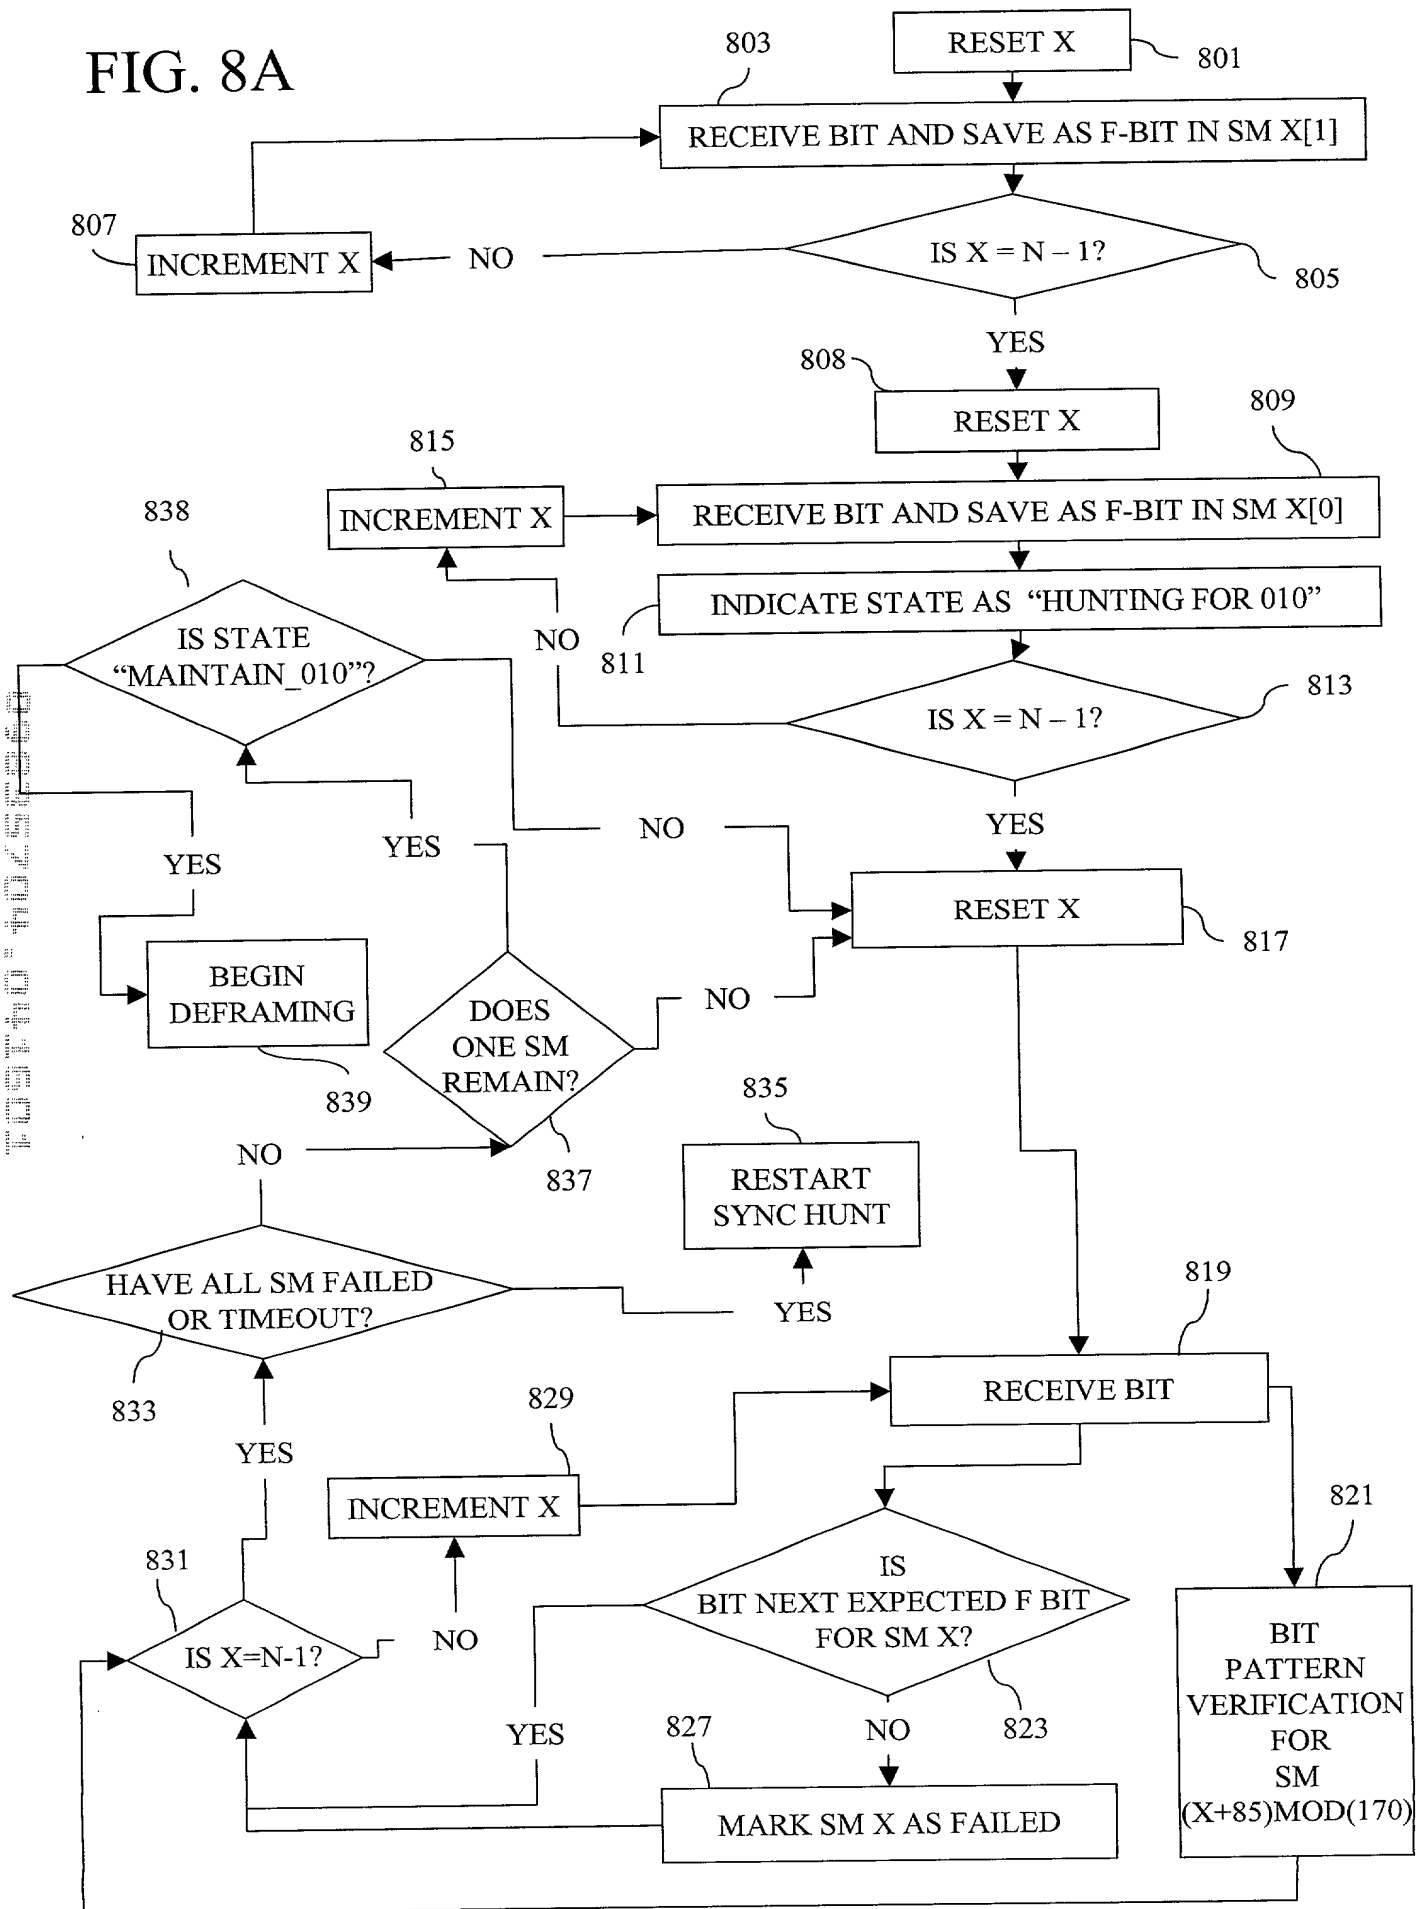 FIG. 8A
803
RESET X
801
RECEIVE BIT AND SAVE AS F-BIT IN SM X[1]
807
INCREMENT X
NO
IS X = N – 1?
805
YES
808
RESET X
809
815
INCREMENT X
RECEIVE BIT AND SAVE AS F-BIT IN SM X[0]
838
INDICATE STATE AS “HUNTING FOR 010”
811
NO
IS STATE
“MAINTAIN_010”?
IS X = N – 1?
813
YES
YES
NO
YES
RESET X
817
BEGIN
DEFRAMING
839
NO
DOES
ONE SM
REMAIN?
837
835
RESTART
SYNC HUNT
NO
HAVE ALL SM FAILED
OR TIMEOUT?
833
YES
819
RECEIVE BIT
YES
829
INCREMENT X
821
831
IS X=N-1?
NO
IS
BIT NEXT EXPECTED F BIT
FOR SM X?
823
YES
NO
827
MARK SM X AS FAILED
BIT
PATTERN
VERIFICATION
FOR
SM
(X+85)MOD(170)